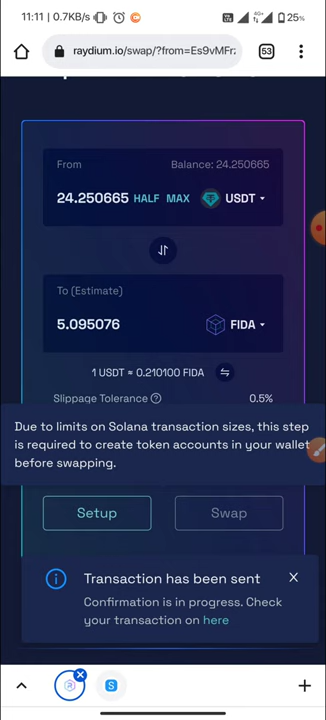 11:11 | 0.7KB/s
4G+
25%
raydium.io/swap/?from=Es9vMFr
53
From
Balance: 24.250665
24.250665 HALF MAX USDT
To (Estimate)
5.095076 FIDA
1 USDT ≈ 0.210100 FIDA
Slippage Tolerance ? 0.5%
Due to limits on Solana transaction sizes, this step
is required to create token accounts in your wallet
before swapping.
Setup
Swap
Transaction has been sent
Confirmation is in progress. Check
your transaction on here
S